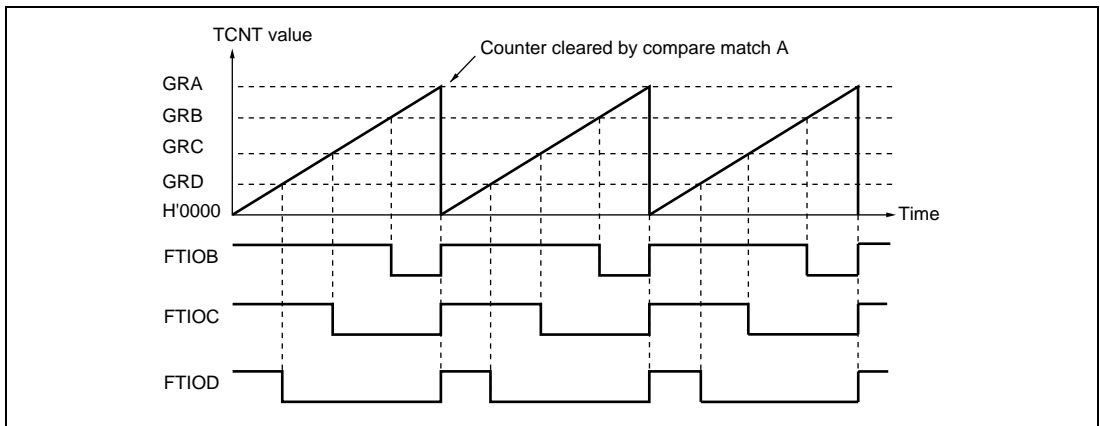 TCNT value
Counter cleared by compare match A
GRA
GRB
GRC
GRD
H'0000
Time
FTIOB
FTIOC
FTIOD